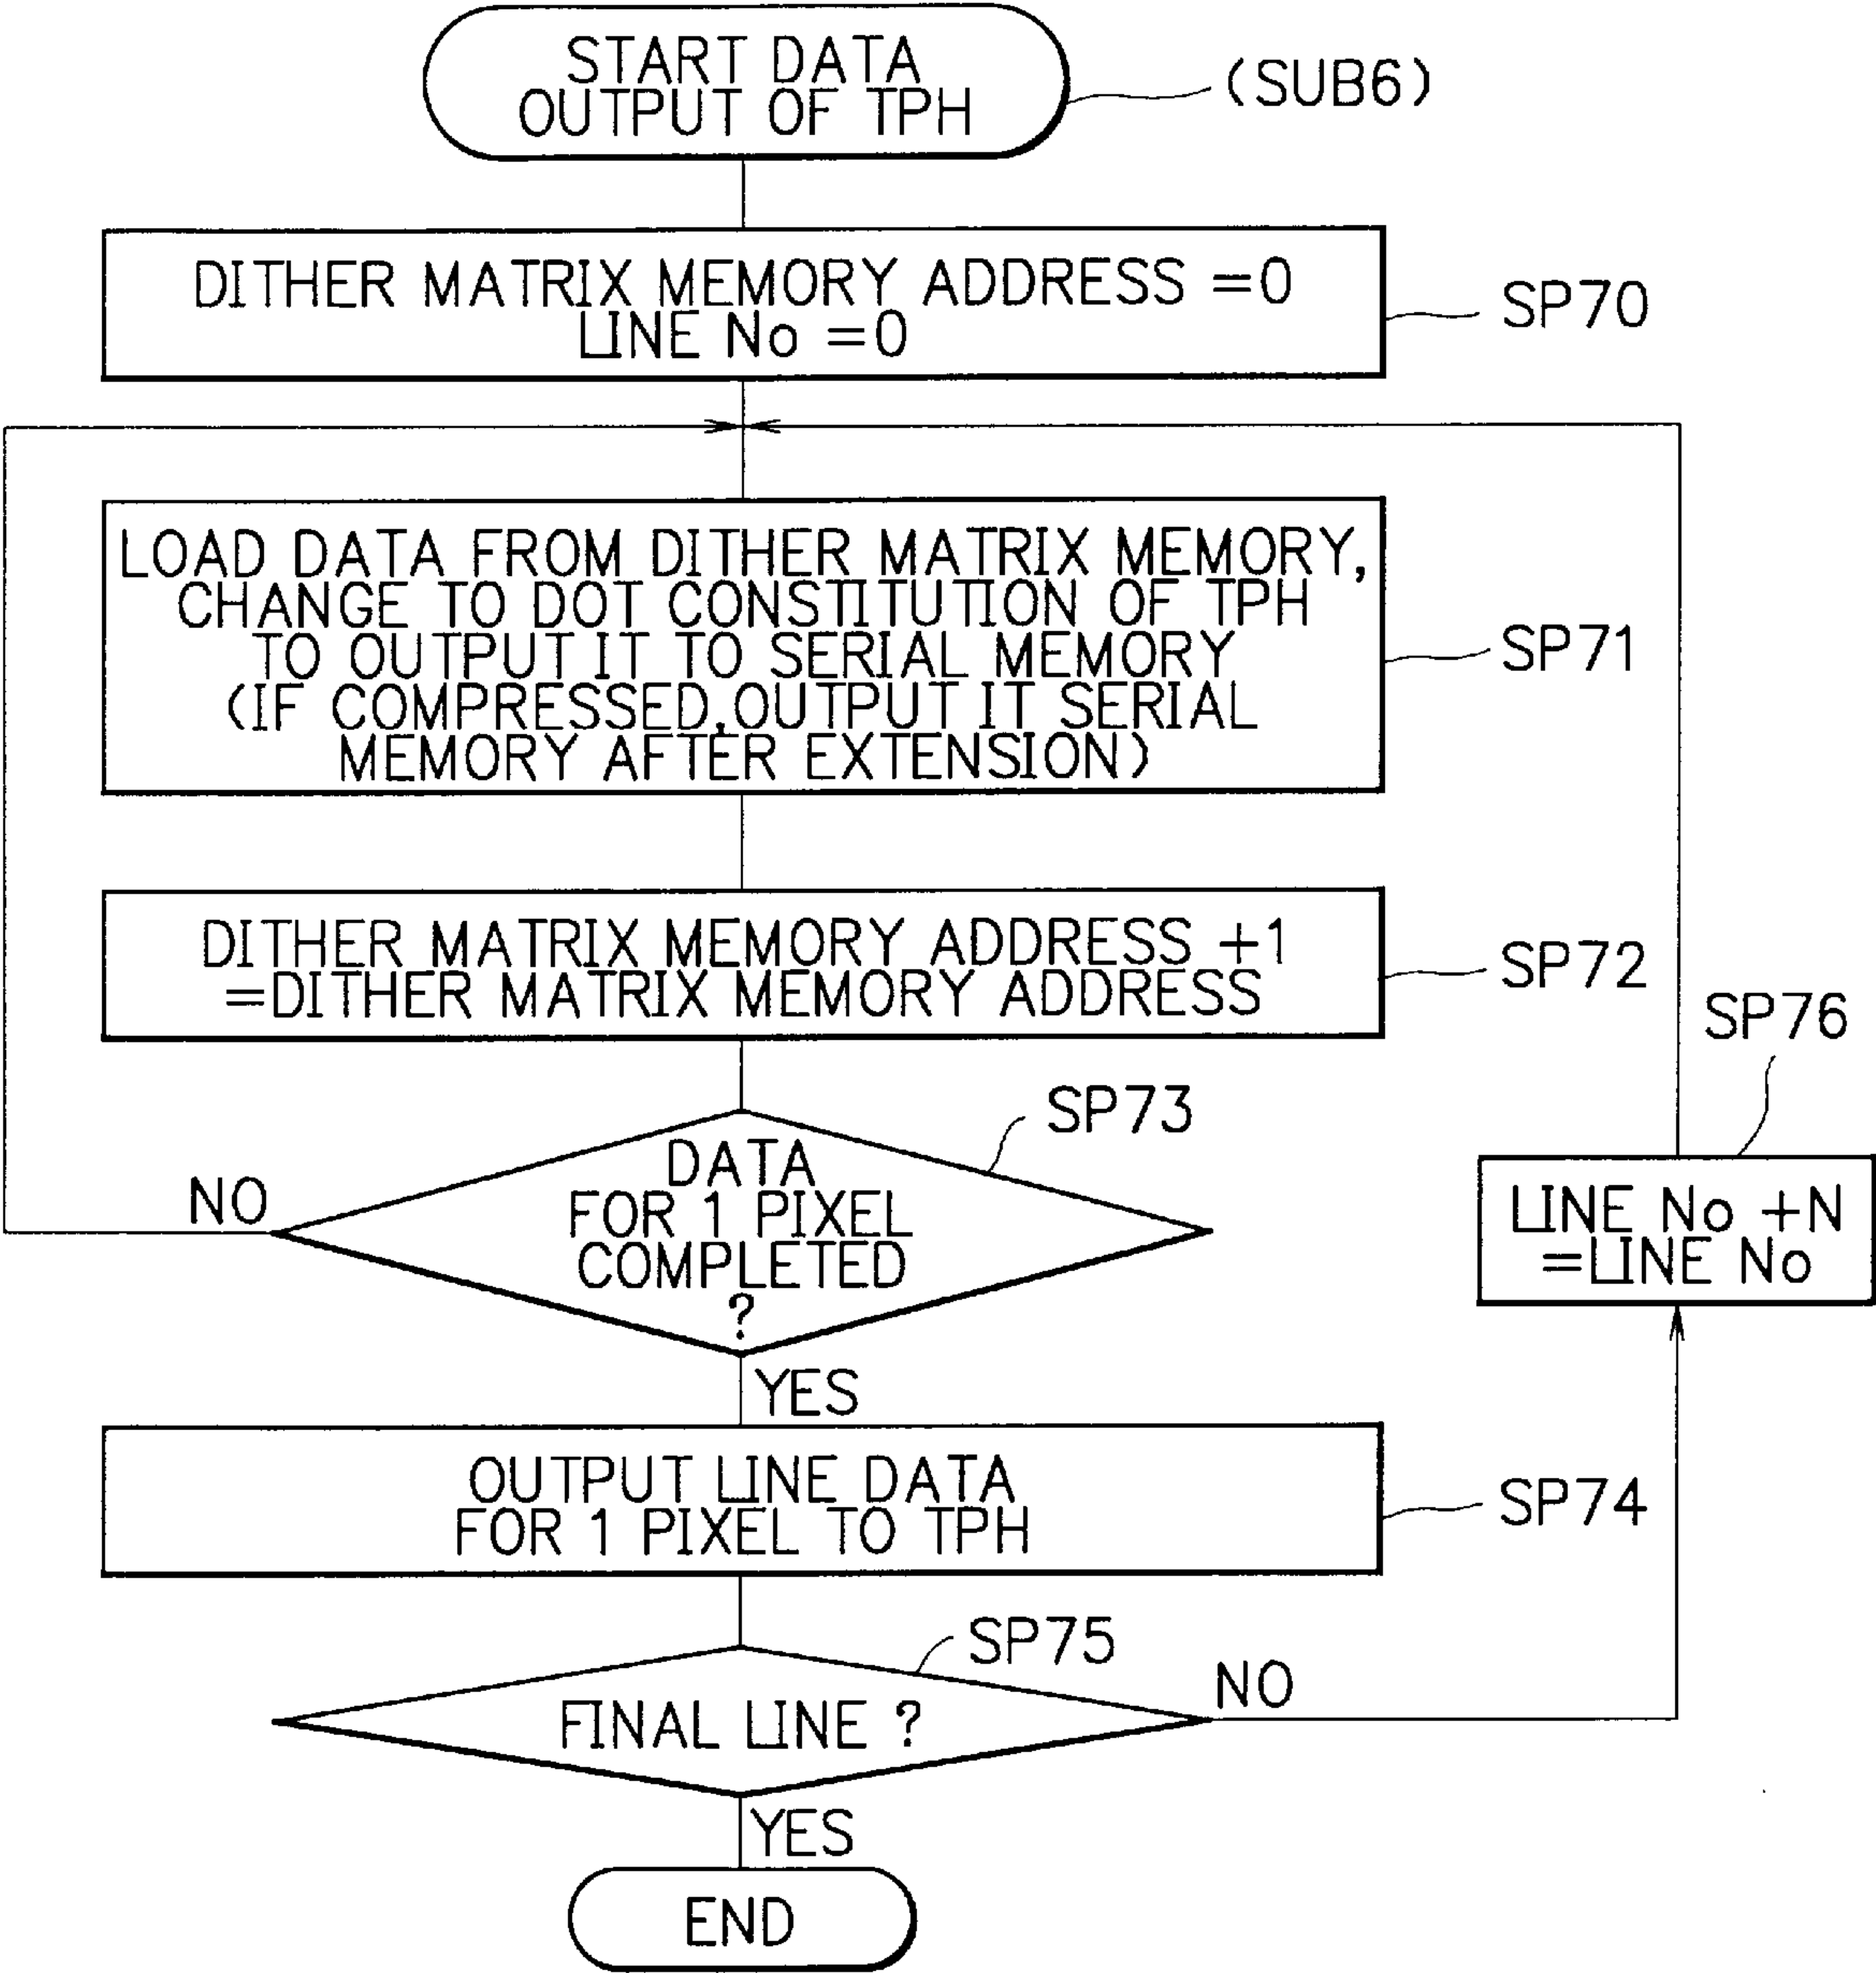 START DATA
OUTPUT OF TPH
(SUB6)
DITHER MATRIX MEMORY ADDRESS =0
LINE No =0
SP70
LOAD DATA FROM DITHER MATRIX MEMORY,
CHANGE TO DOT CONSTITUTION OF TPH
TO OUTPUT IT TO SERIAL MEMORY
(IF COMPRESSED,OUTPUT IT SERIAL
MEMORY AFTER EXTENSION)
SP71
DITHER MATRIX MEMORY ADDRESS +1
=DITHER MATRIX MEMORY ADDRESS
SP72
SP76
LINE No +N
=LINE No
SP73
DATA
FOR 1 PIXEL
COMPLETED
?
NO
YES
OUTPUT LINE DATA
FOR 1 PIXEL TO TPH
SP74
SP75
FINAL LINE ?
NO
YES
END